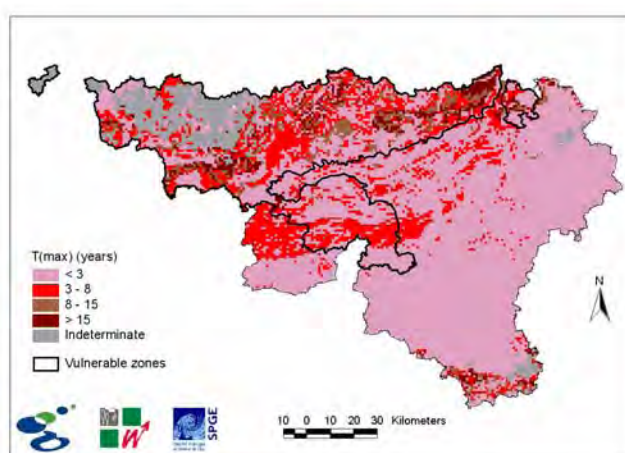 T(max) (years)
< 3
3 - 8
8 - 15
> 15
Indeterminate
Vulnerable zones
N
W
SPGE
10 0 10 20 30 Kilometers